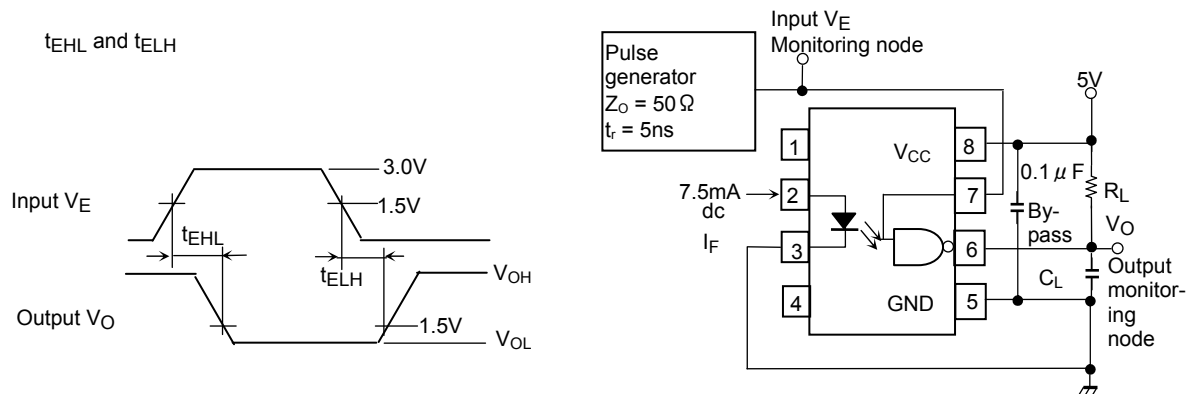 tEHL and tELH
Input VE
3.0V
1.5V
tEHL
tELH
VOH
Output VO
1.5V
VOL
Pulse
generator
ZO = 50 Ω
tr = 5ns
Input VE
Monitoring node
5V
1
VCC
8
0.1 μ F
7.5mA
dc
2
7
RL
IF
By-
pass
VO
3
6
CL
Output
monitor-
ing
node
4
GND
5